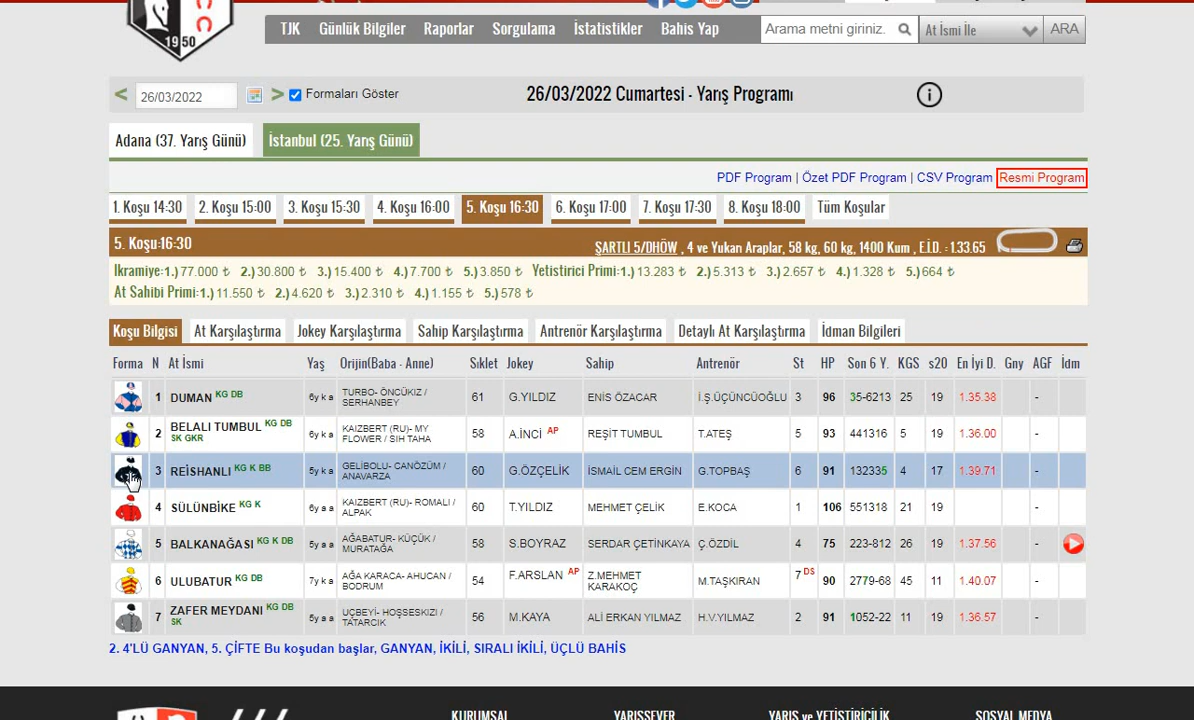 1950
TJK Günlük Bilgiler Raporlar Sorgulama İstatistikler Bahis Yap Arama metni giriniz. At İsmi İle ARA
< 26/03/2022 > Formaları Göster 26/03/2022 Cumartesi - Yarış Programı
Adana (37. Yarış Günü) İstanbul (25. Yarış Günü)
PDF Program | Özet PDF Program | CSV Program Resmi Program
1. Koşu 14:30 2. Koşu 15:00 3. Koşu 15:30 4. Koşu 16:00 5. Koşu 16:30 6. Koşu 17:00 7. Koşu 17:30 8. Koşu 18:00 Tüm Koşular
5. Koşu:16:30 ŞARTLI 5/DHÖW , 4 ve Yukarı Araplar, 58 kg, 60 kg, 1400 Kum , E.İ.D. : 1.33.65
İkramiye:1.) 77.000 ₺ 2.) 30.800 ₺ 3.) 15.400 ₺ 4.) 7.700 ₺ 5.) 3.850 ₺ Yetiştirici Primi:1.) 13.283 ₺ 2.) 5.313 ₺ 3.) 2.657 ₺ 4.) 1.328 ₺ 5.) 664 ₺
At Sahibi Primi:1.) 11.550 ₺ 2.) 4.620 ₺ 3.) 2.310 ₺ 4.) 1.155 ₺ 5.) 578 ₺
Koşu Bilgisi At Karşılaştırma Jokey Karşılaştırma Sahip Karşılaştırma Antrenör Karşılaştırma Detaylı At Karşılaştırma İdman Bilgileri
Forma N At İsmi Yaş Orijin(Baba - Anne) Sıklet Jokey Sahip Antrenör St HP Son 6 Y. KGS s20 En İyi D. Gny AGF İdm
1 DUMAN KG DB 6y k a TURBO- ÖNCÜKIZ / SERHANBEY 61 G.YILDIZ ENİS ÖZACAR İ.Ş.ÜÇÜNCÜOĞLU 3 96 35-6213 25 19 1.35.38 -
2 BELALI TUMBUL KG DB SK GKR 6y k a KAIZBERT (RU)- MY FLOWER / SIH TAHA 58 A.İNCİ AP REŞİT TUMBUL T.ATEŞ 5 93 441316 5 19 1.36.00 -
3 REİSHANLI KG K BB 5y k a GELİBOLU- CANÖZÜM / ANAVARZA 60 G.ÖZÇELİK İSMAİL CEM ERGİN G.TOPBAŞ 6 91 132335 4 17 1.39.71 -
4 SÜLÜNBİKE KG K 6y a a KAIZBERT (RU)- ROMALI / ALPAK 60 T.YILDIZ MEHMET ÇELİK E.KOCA 1 106 551318 21 19 -
5 BALKANAĞASI KG K DB 5y a a AĞABATUR- KÜÇÜK / MURATAĞA 58 S.BOYRAZ SERDAR ÇETİNKAYA Ç.ÖZDİL 4 75 223-812 26 19 1.37.56 -
6 ULUBATUR KG DB 7y k a AĞA KARACA- AHUCAN / BODRUM 54 F.ARSLAN AP Z.MEHMET KARAKOÇ M.TAŞKIRAN 7 DS 90 2779-68 45 11 1.40.07 -
7 ZAFER MEYDANI KG DB SK 5y a a UÇBEYİ- HOŞSESKIZI / TATARCIK 56 M.KAYA ALİ ERKAN YILMAZ H.V.YILMAZ 2 91 1052-22 11 19 1.36.57 -
2. 4'LÜ GANYAN, 5. ÇİFTE Bu koşudan başlar, GANYAN, İKİLİ, SIRALI İKİLİ, ÜÇLÜ BAHİS
KURUMSAL YARIŞSEVER YARIŞ ve YETİŞTİRİCİLİK SOSYAL MEDYA